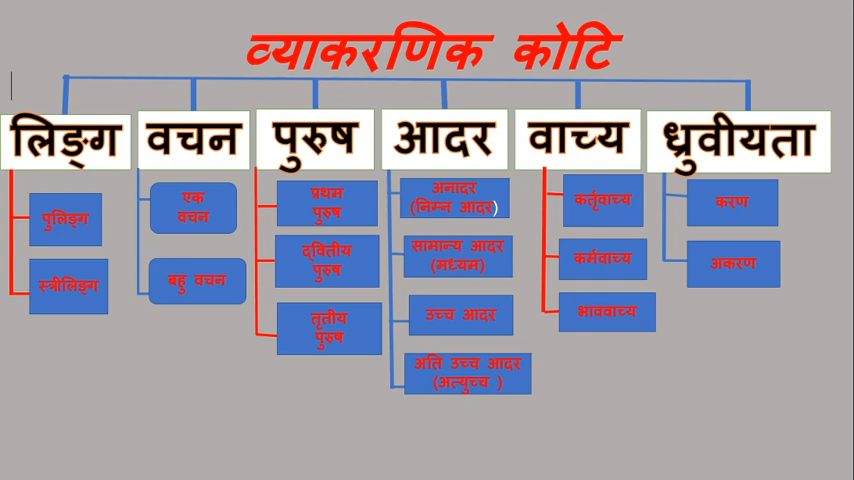 व्याकरणिक कोटि
लिङ्ग वचन पुरुष आदर वाच्य ध्रुवीयता
पुलिङ्ग
स्त्रीलिङ्ग
एक
वचन
बहु वचन
प्रथम
पुरुष
द्वितीय
पुरुष
तृतीय
पुरुष
अनादर
(निम्न आदर)
सामान्य आदर
(मध्यम)
उच्च आदर
अति उच्च आदर
(अत्युच्च )
कर्तृवाच्य
कर्मवाच्य
भाववाच्य
करण
अकरण